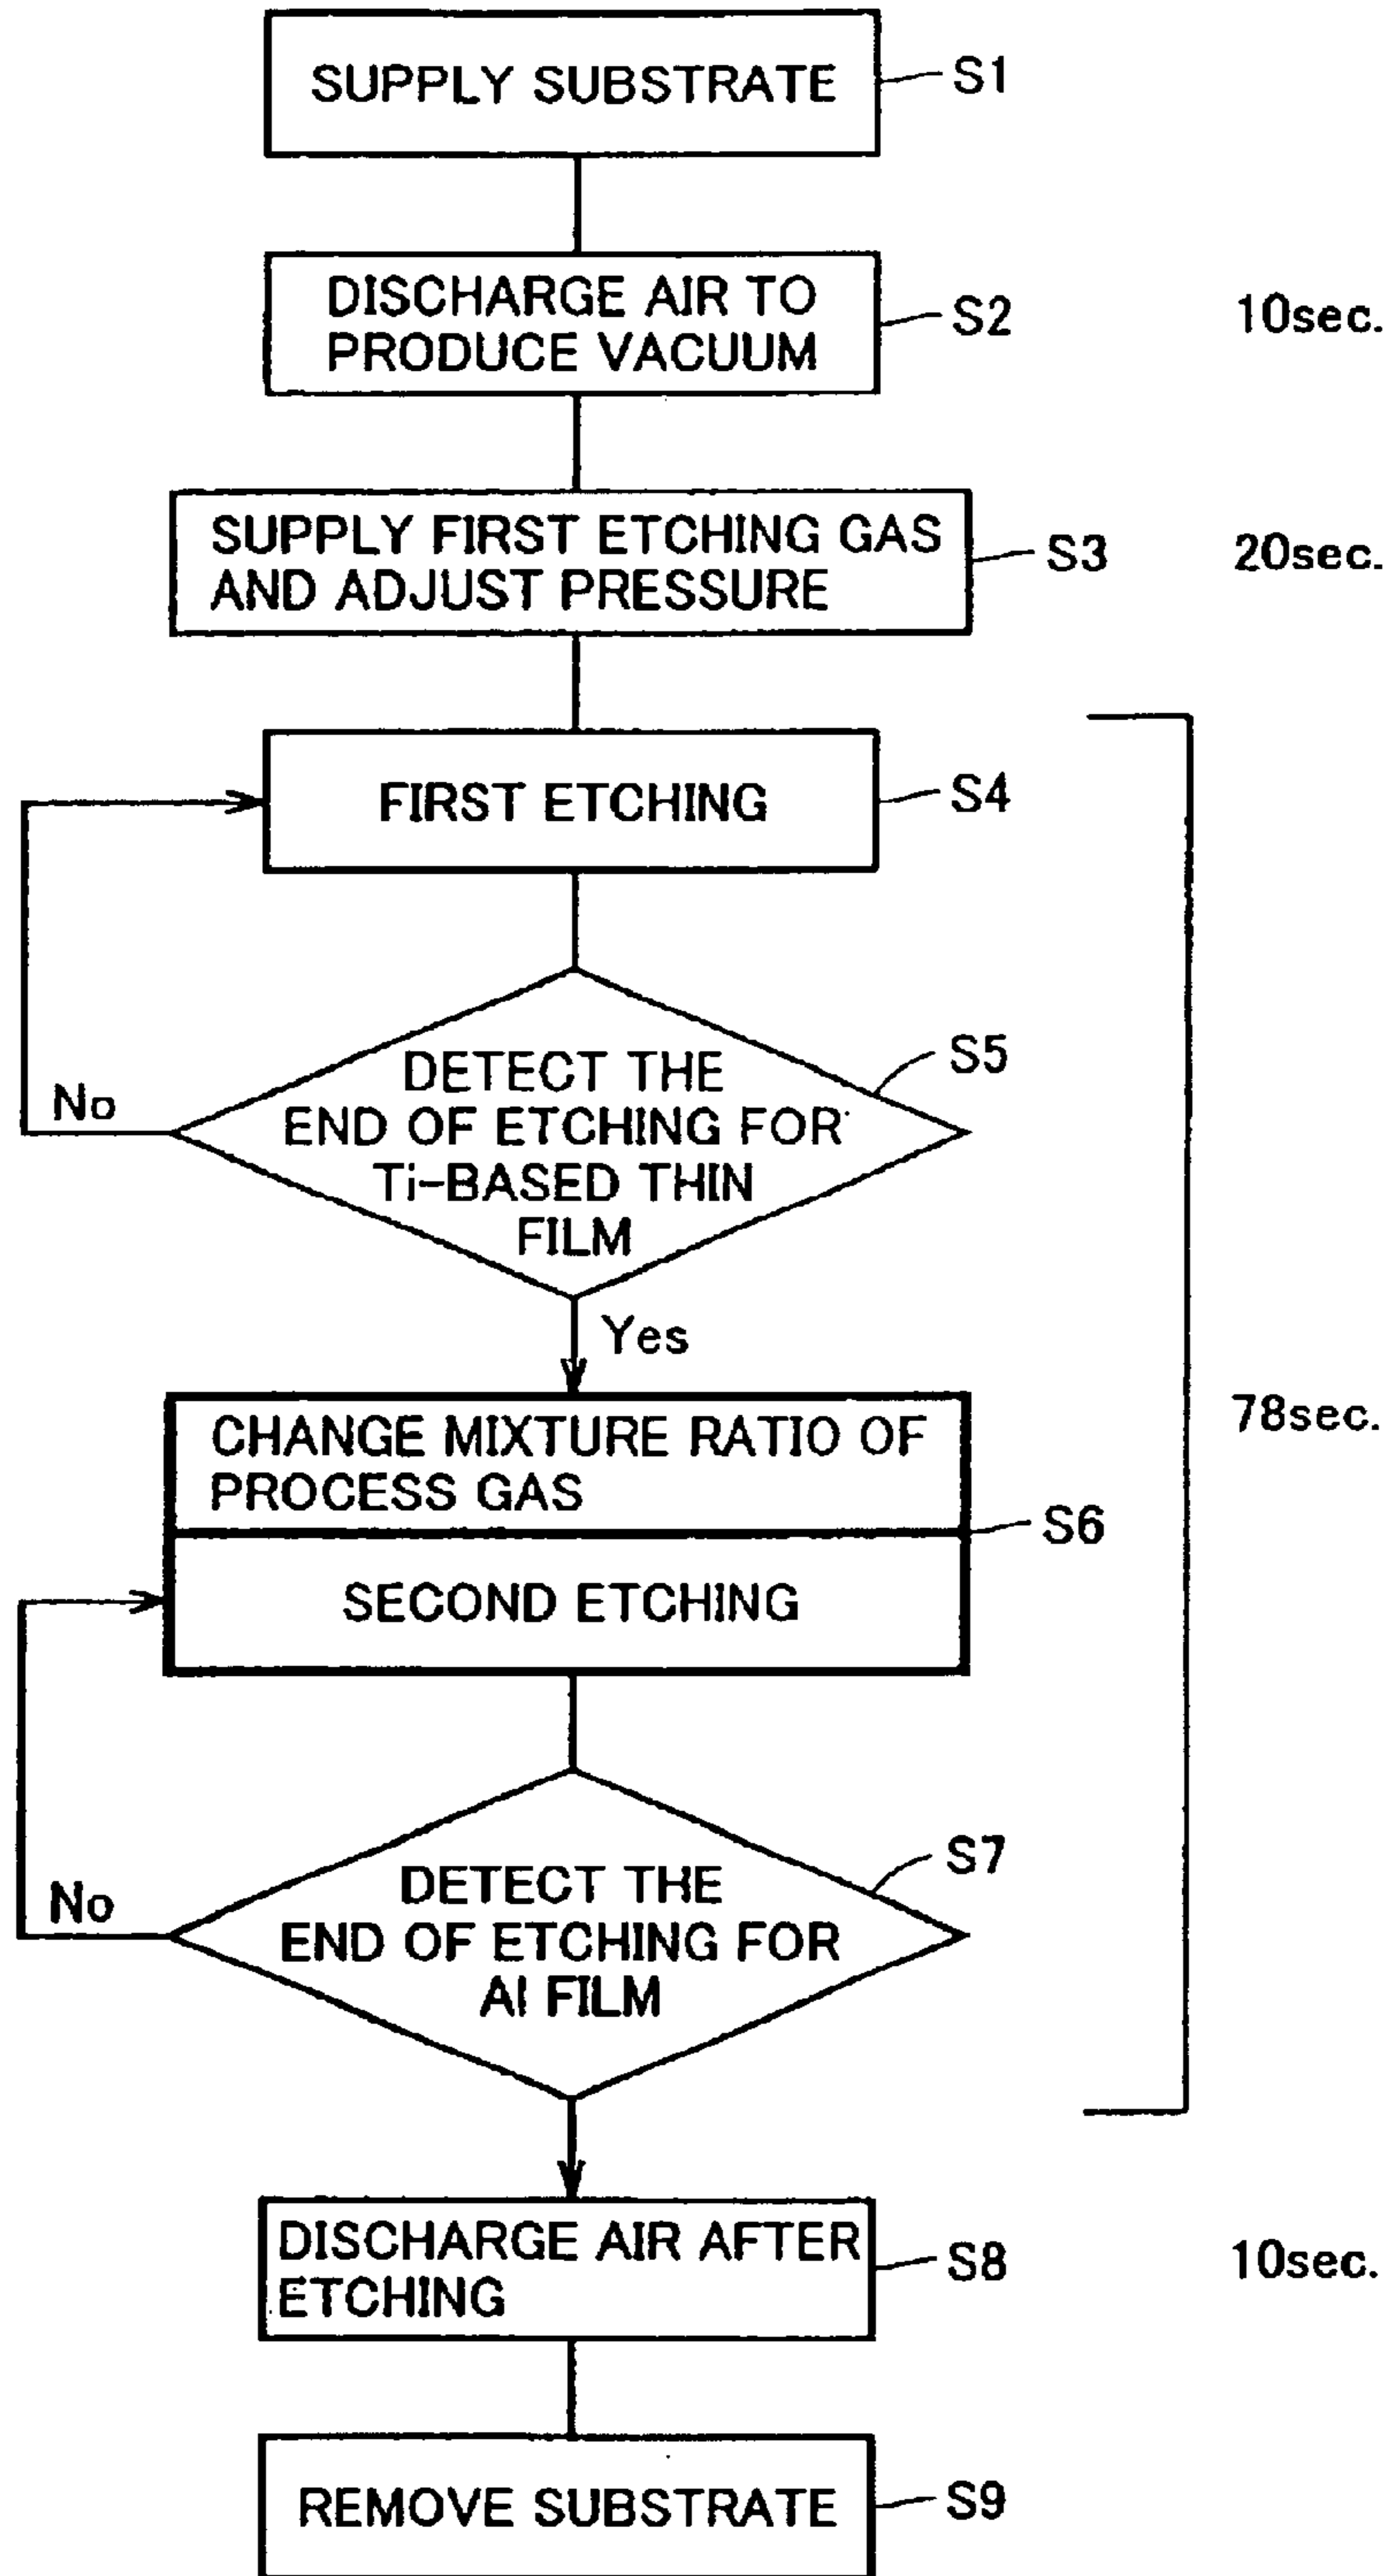 SUPPLY SUBSTRATE
S1
DISCHARGE AIR TO
PRODUCE VACUUM
S2
10sec.
SUPPLY FIRST ETCHING GAS
AND ADJUST PRESSURE
S3
20sec.
FIRST ETCHING
S4
DETECT THE
END OF ETCHING FOR
Ti-BASED THIN
FILM
S5
No
Yes
CHANGE MIXTURE RATIO OF
PROCESS GAS
S6
SECOND ETCHING
78sec.
DETECT THE
END OF ETCHING FOR
Al FILM
S7
No
DISCHARGE AIR AFTER
ETCHING
S8
10sec.
REMOVE SUBSTRATE
S9